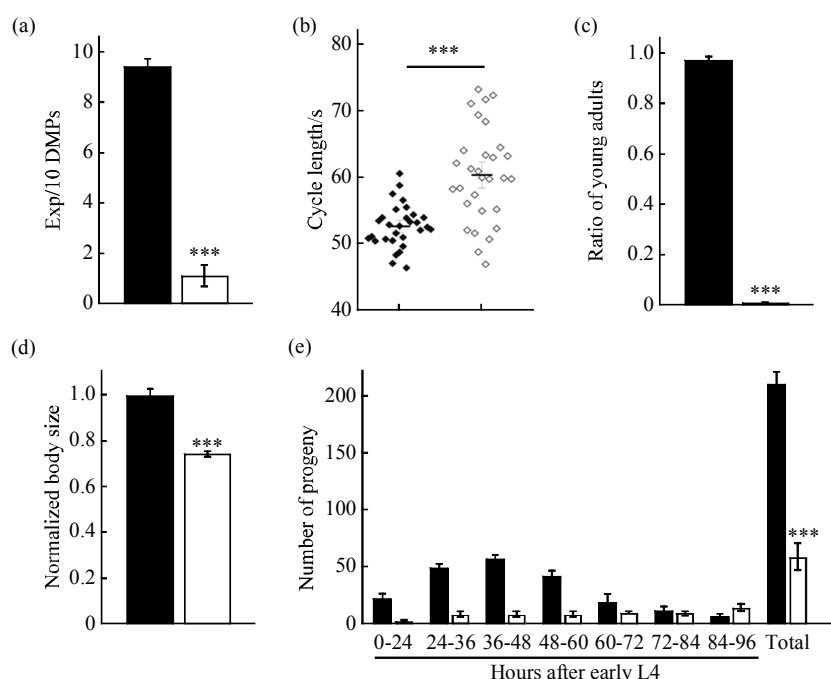 (a)
10
8
6
4
2
0
Exp/10 DMPs
***
(b)
80
70
60
50
40
Cycle length/s
***
(c)
1.0
0.8
0.6
0.4
0.2
0
Ratio of young adults
***
(d)
1.0
0.8
0.6
0.4
0.2
0
Normalized body size
***
(e)
200
150
100
50
0
Number of progeny
***
0-24 24-36 36-48 48-60 60-72 72-84 84-96 Total
Hours after early L4